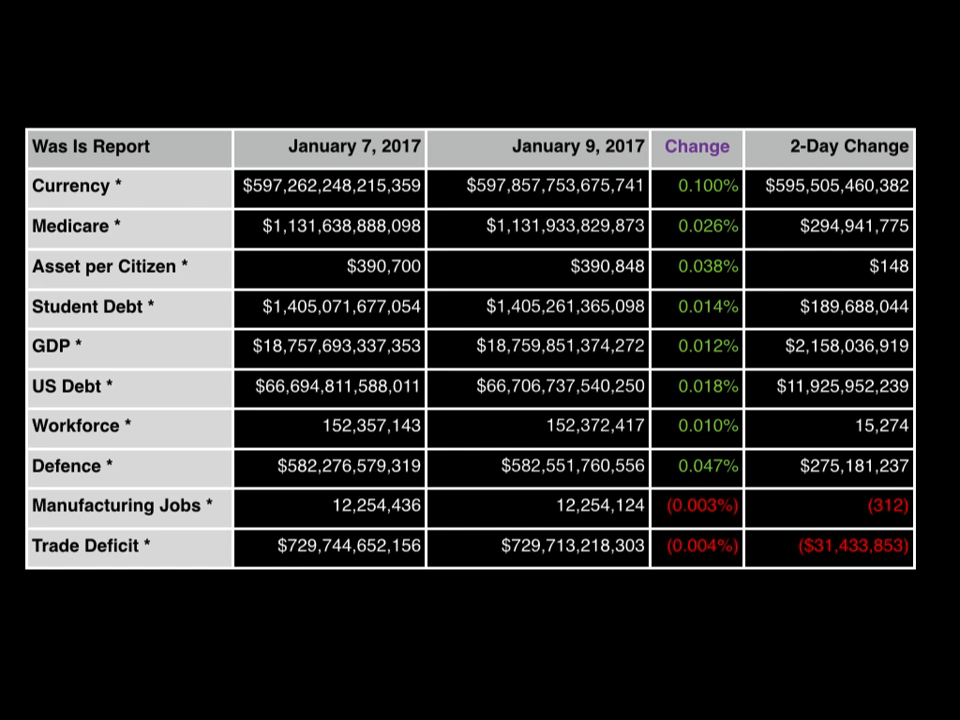 Was Is Report January 7, 2017 January 9, 2017 Change 2-Day Change
Currency * $597,262,248,215,359 $597,857,753,675,741 0.100% $595,505,460,382
Medicare * $1,131,638,888,098 $1,131,933,829,873 0.026% $294,941,775
Asset per Citizen * $390,700 $390,848 0.038% $148
Student Debt * $1,405,071,677,054 $1,405,261,365,098 0.014% $189,688,044
GDP * $18,757,693,337,353 $18,759,851,374,272 0.012% $2,158,036,919
US Debt * $66,694,811,588,011 $66,706,737,540,250 0.018% $11,925,952,239
Workforce * 152,357,143 152,372,417 0.010% 15,274
Defence * $582,276,579,319 $582,551,760,556 0.047% $275,181,237
Manufacturing Jobs * 12,254,436 12,254,124 (0.003%) (312)
Trade Deficit * $729,744,652,156 $729,713,218,303 (0.004%) ($31,433,853)